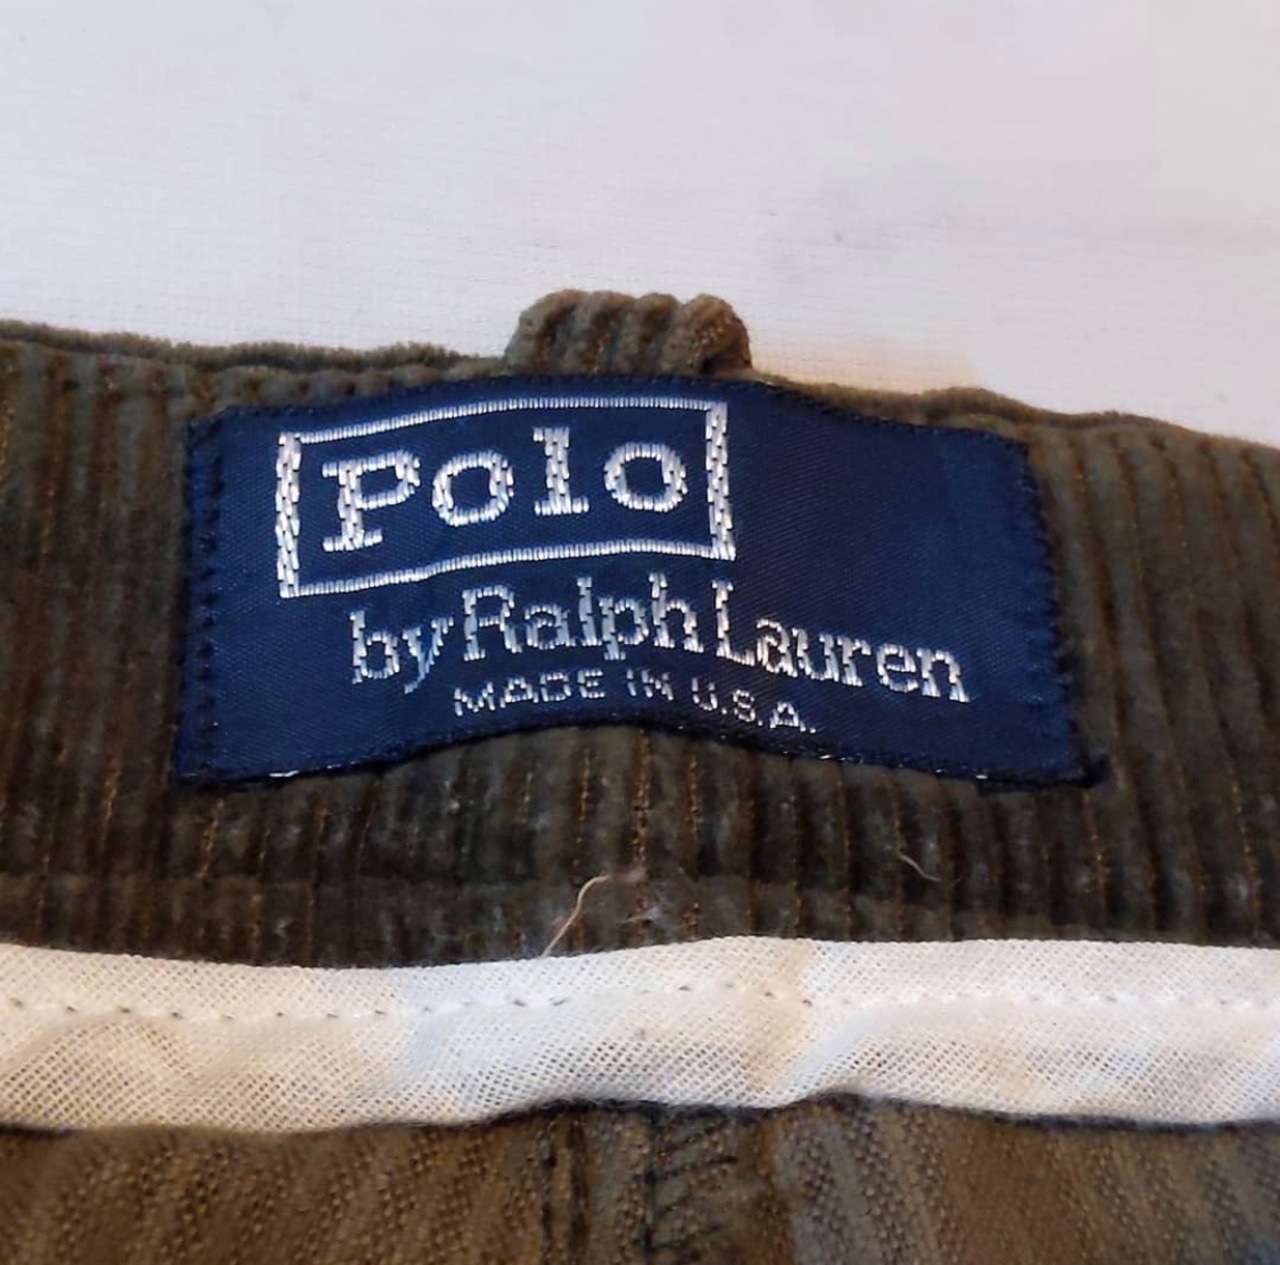 Polo
by Ralph Lauren
MADE IN U.S.A.